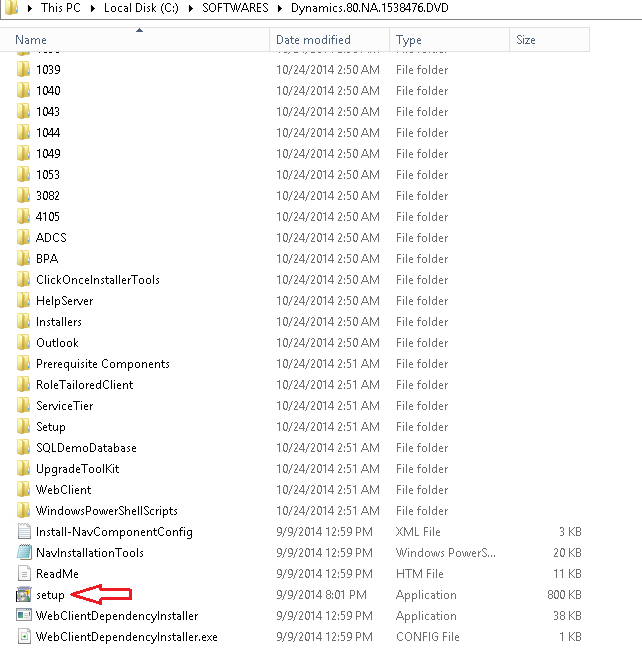 This PC Local Disk (C:) SOFTWARES Dynamics.80.NA.1538476.DVD
Name Date modified Type Size
1039 10/24/2014 2:50 AM File folder
1040 10/24/2014 2:50 AM File folder
1043 10/24/2014 2:50 AM File folder
1044 10/24/2014 2:50 AM File folder
1049 10/24/2014 2:50 AM File folder
1053 10/24/2014 2:50 AM File folder
3082 10/24/2014 2:50 AM File folder
4105 10/24/2014 2:50 AM File folder
ADCS 10/24/2014 2:50 AM File folder
BPA 10/24/2014 2:50 AM File folder
ClickOnceInstallerTools 10/24/2014 2:50 AM File folder
HelpServer 10/24/2014 2:50 AM File folder
Installers 10/24/2014 2:50 AM File folder
Outlook 10/24/2014 2:50 AM File folder
Prerequisite Components 10/24/2014 2:51 AM File folder
RoleTailoredClient 10/24/2014 2:51 AM File folder
ServiceTier 10/24/2014 2:51 AM File folder
Setup 10/24/2014 2:51 AM File folder
SQLDemoDatabase 10/24/2014 2:51 AM File folder
UpgradeToolKit 10/24/2014 2:51 AM File folder
WebClient 10/24/2014 2:51 AM File folder
WindowsPowerShellScripts 10/24/2014 2:51 AM File folder
Install-NavComponentConfig 9/9/2014 12:59 PM XML File 3 KB
NavInstallationTools 9/9/2014 12:59 PM Windows PowerS... 20 KB
ReadMe 9/9/2014 12:59 PM HTM File 11 KB
setup 9/9/2014 8:01 PM Application 800 KB
WebClientDependencyInstaller 9/9/2014 12:59 PM Application 38 KB
WebClientDependencyInstaller.exe 9/9/2014 12:59 PM CONFIG File 1 KB